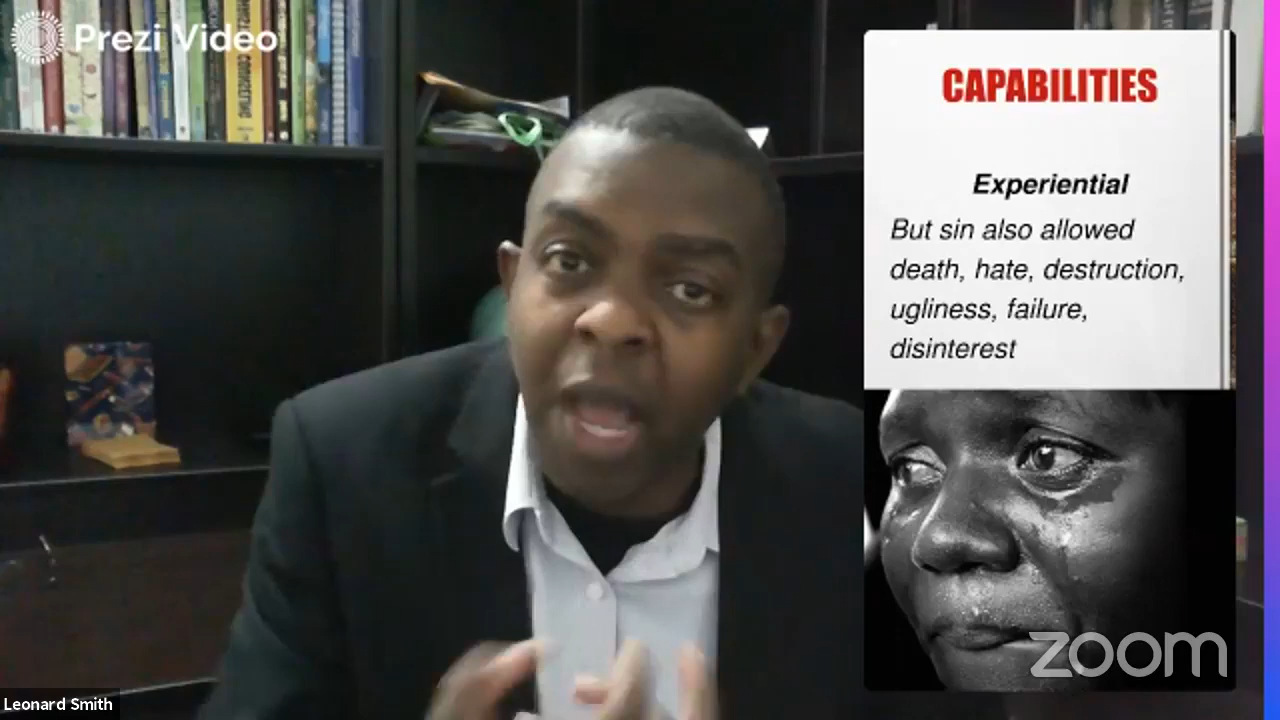 Prezi Video
CAPABILITIES
Experiential
But sin also allowed
death, hate, destruction,
ugliness, failure,
disinterest
zoom
Leonard Smith